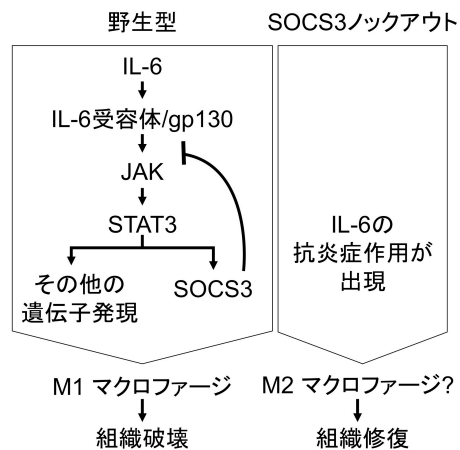 野生型
SOCS3ノックアウト
IL-6
IL-6受容体/gp130
JAK
STAT3
その他の
遺伝子発現
SOCS3
IL-6の
抗炎症作用が
出現
M1 マクロファージ
組織破壊
M2 マクロファージ?
組織修復